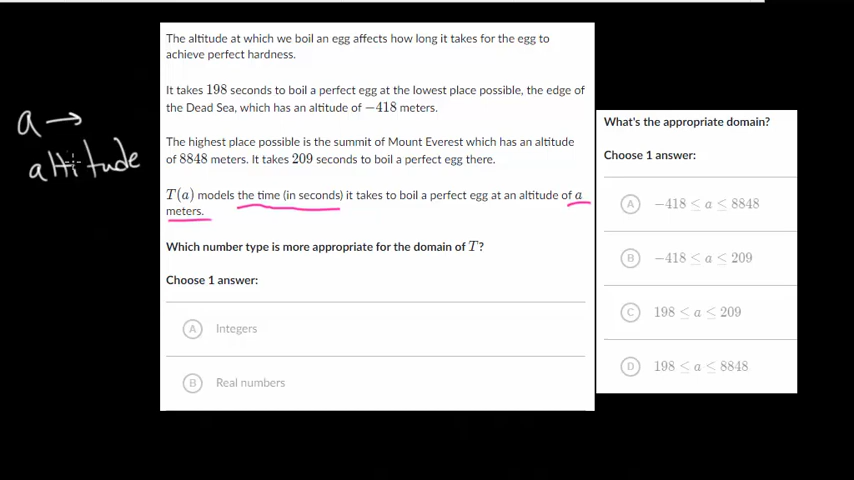 The altitude at which we boil an egg affects how long it takes for the egg to
achieve perfect hardness.
It takes 198 seconds to boil a perfect egg at the lowest place possible, the edge of
the Dead Sea, which has an altitude of −418 meters.
The highest place possible is the summit of Mount Everest which has an altitude
of 8848 meters. It takes 209 seconds to boil a perfect egg there.
T(a) models the time (in seconds) it takes to boil a perfect egg at an altitude of a
meters.
Which number type is more appropriate for the domain of T?
Choose 1 answer:
A Integers
B Real numbers
a →
altitude
What's the appropriate domain?
Choose 1 answer:
A −418 ≤ a ≤ 8848
B −418 ≤ a ≤ 209
C 198 ≤ a ≤ 209
D 198 ≤ a ≤ 8848